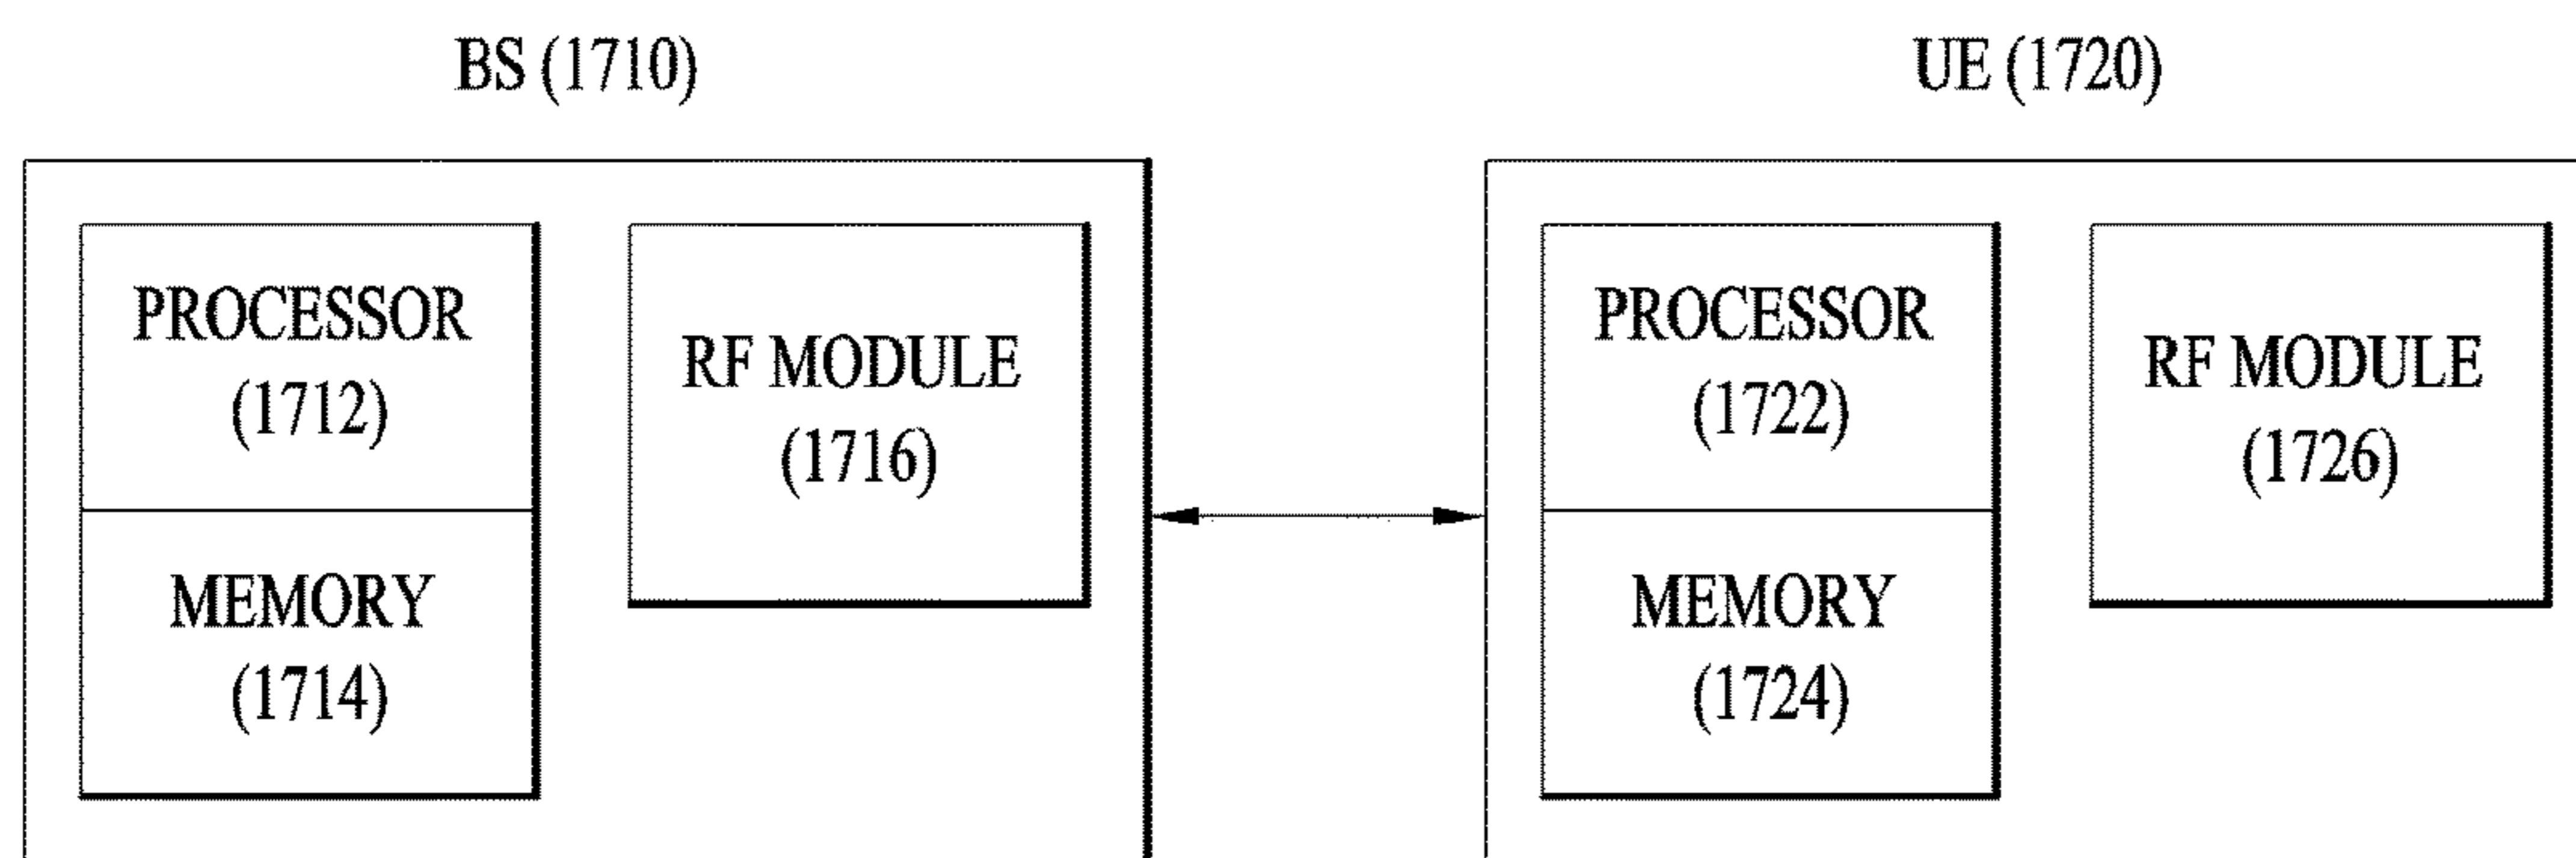 BS (1710)
PROCESSOR
(1712)
MEMORY
(1714)
RF MODULE
(1716)
UE (1720)
PROCESSOR
(1722)
MEMORY
(1724)
RF MODULE
(1726)